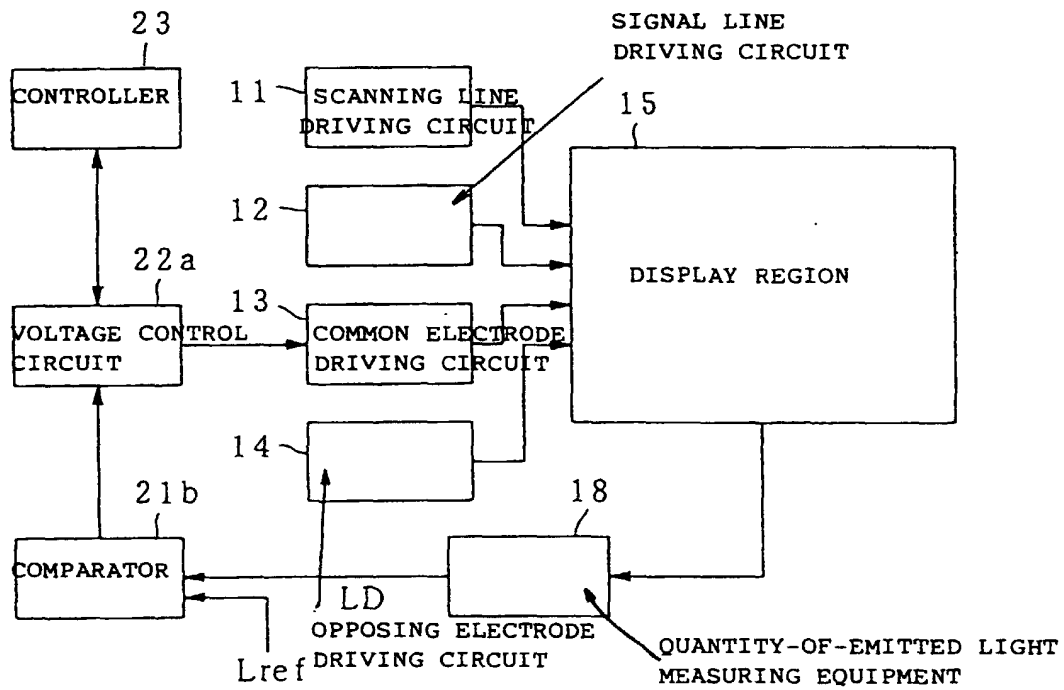 SIGNAL LINE
DRIVING CIRCUIT
23
CONTROLLER
11
SCANNING LINE
DRIVING CIRCUIT
15
12
DISPLAY REGION
22a
VOLTAGE CONTROL
CIRCUIT
13
COMMON ELECTRODE
DRIVING CIRCUIT
14
21b
COMPARATOR
18
LD
OPPOSING ELECTRODE
DRIVING CIRCUIT
Lref
QUANTITY-OF-EMITTED LIGHT
MEASURING EQUIPMENT